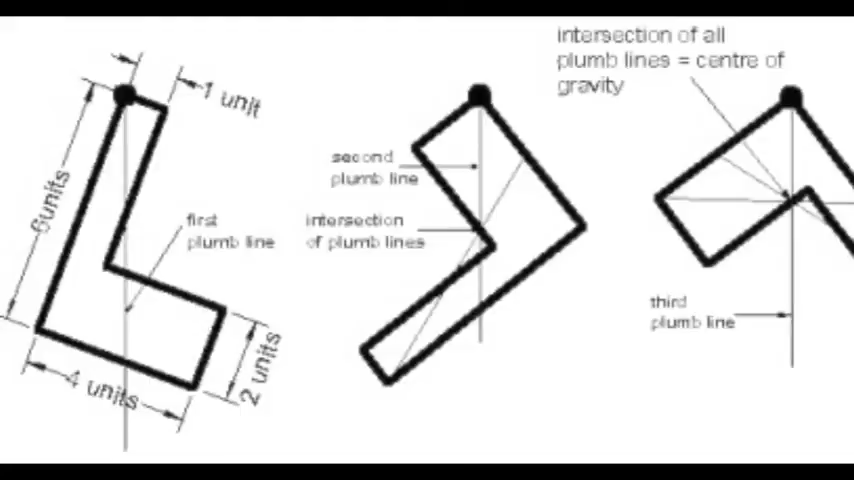 1 unit
6units
first
plumb line
4 units
2 units
second
plumb line
intersection
of plumb lines
intersection of all
plumb lines = centre of
gravity
third
plumb line